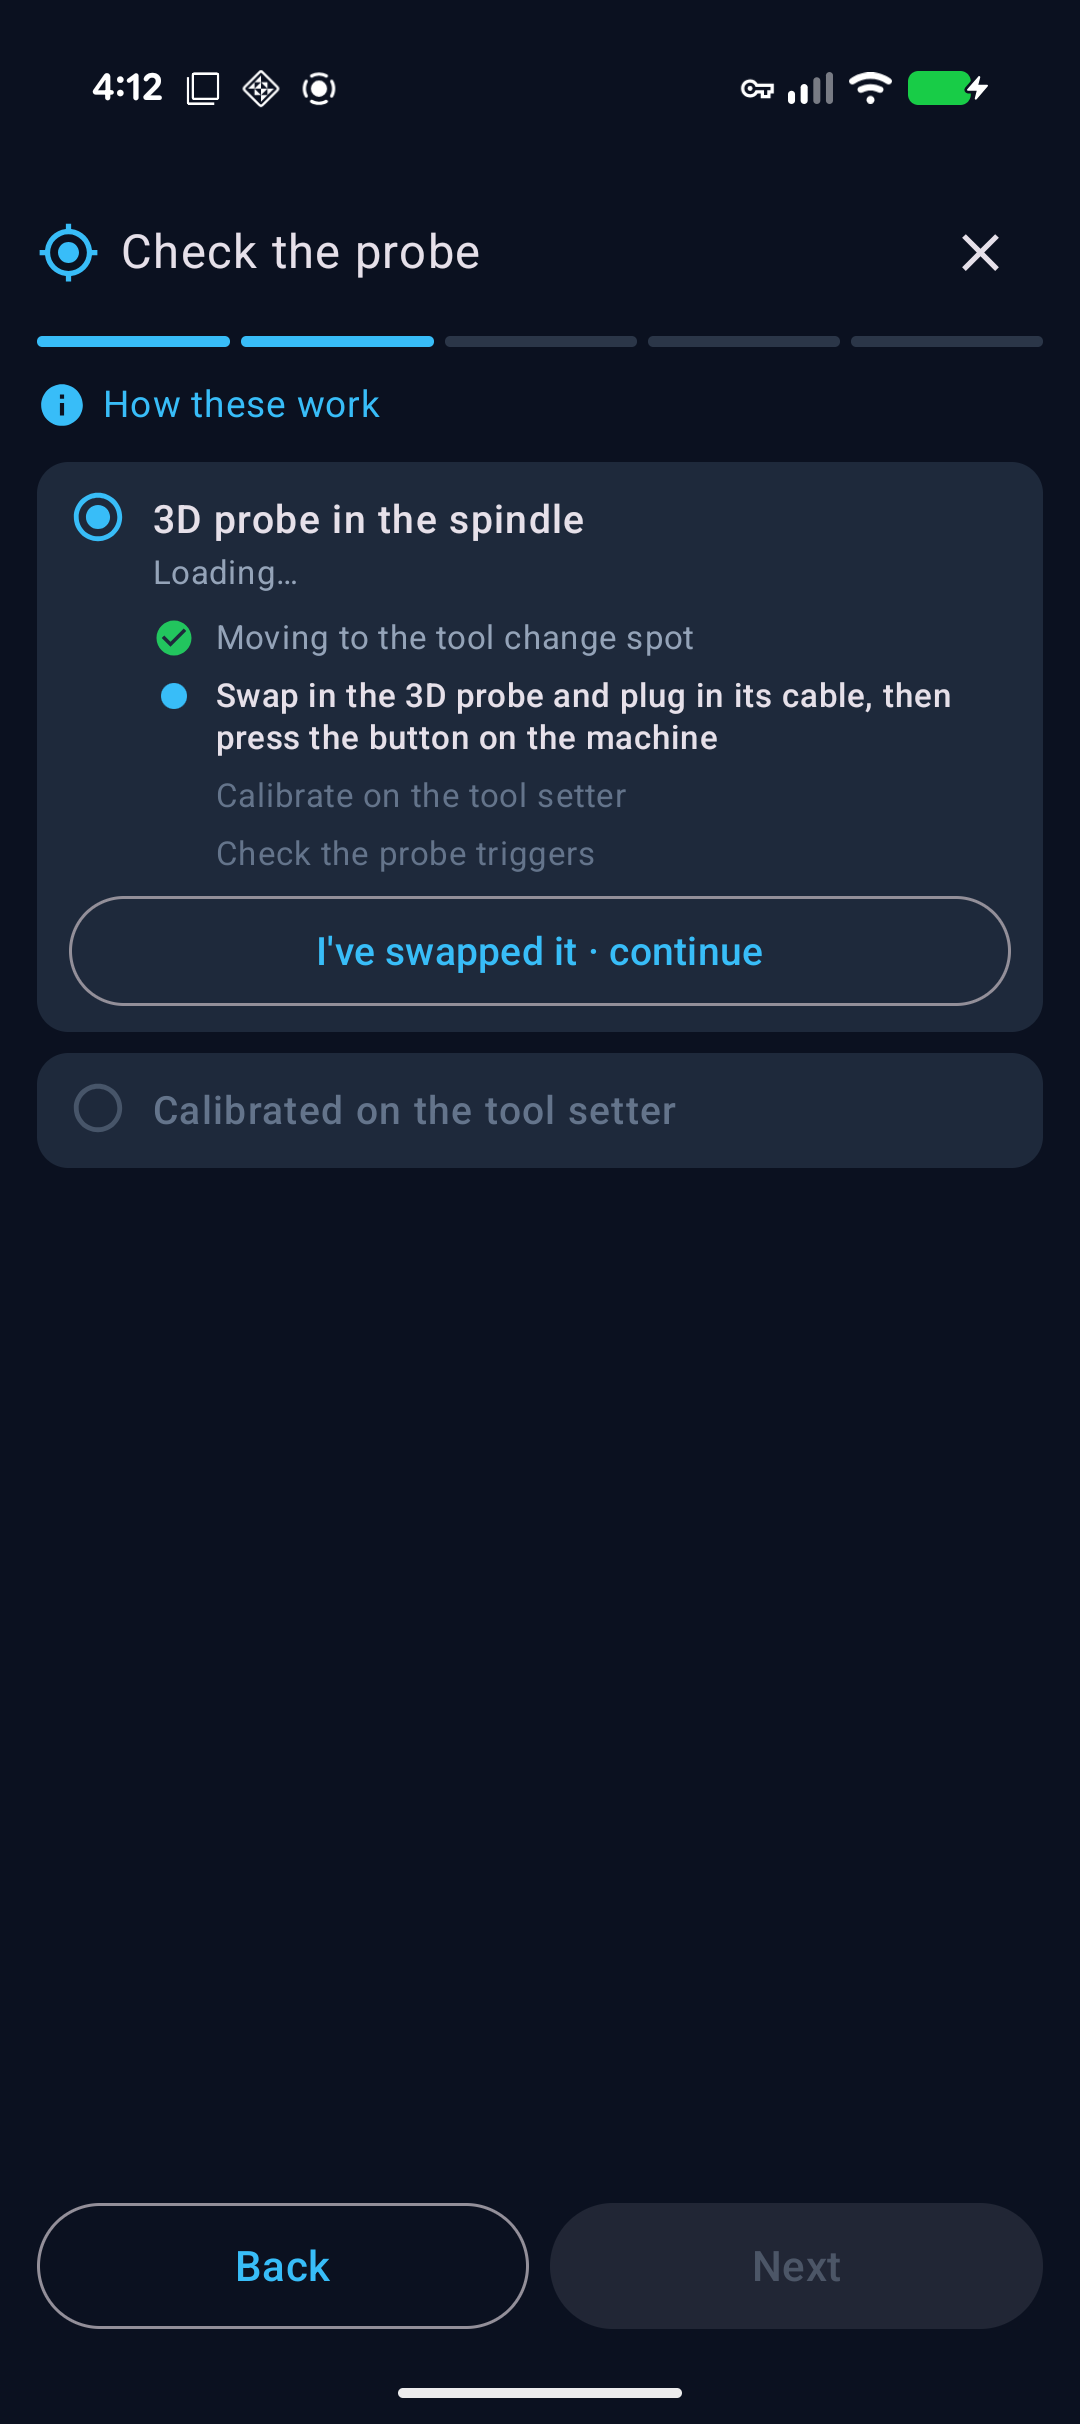 4:12
Check the probe
How these work
3D probe in the spindle
Loading…
Moving to the tool change spot
Swap in the 3D probe and plug in its cable, then
press the button on the machine
Calibrate on the tool setter
Check the probe triggers
I've swapped it · continue
Calibrated on the tool setter
Back
Next